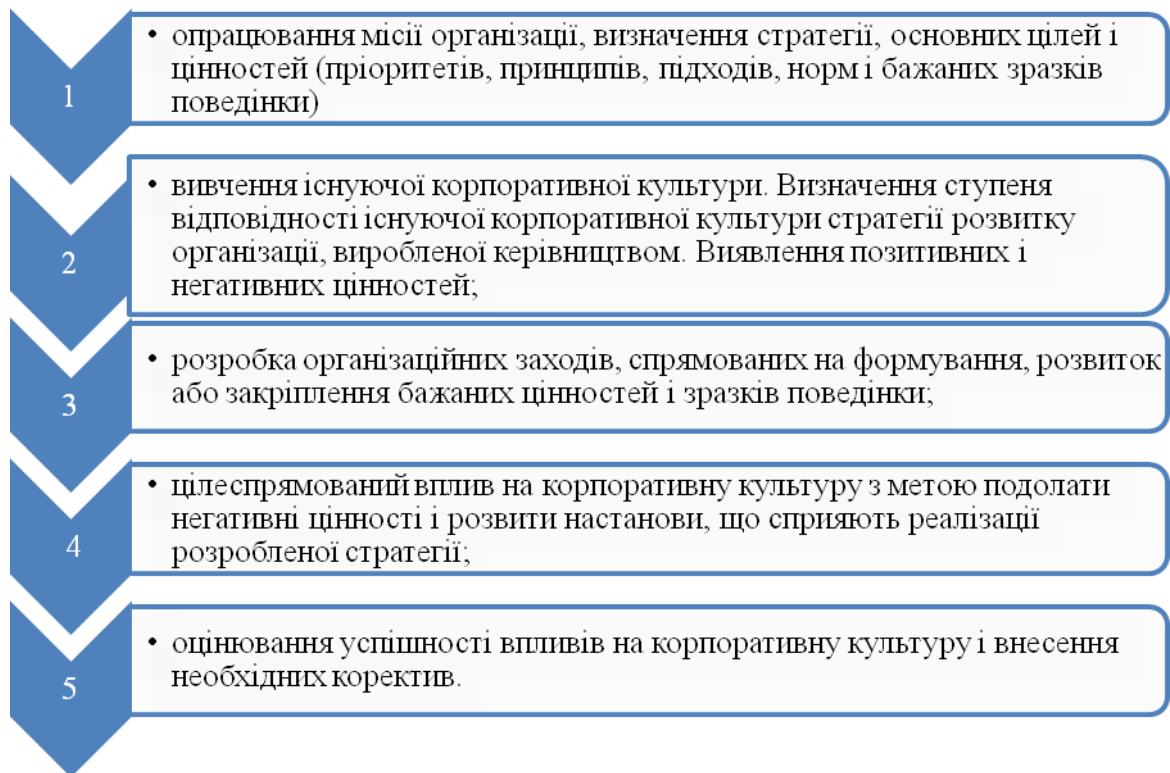 1
• опрацювання місії організації, визначення стратегії, основних цілей і
цінностей (пріоритетів, принципів, підходів, норм і бажаних зразків
поведінки)
2
• вивчення існуючої корпоративної культури. Визначення ступеня
відповідності існуючої корпоративної культури стратегії розвитку
організації, виробленої керівництвом. Виявлення позитивних і
негативних цінностей;
3
• розробка організаційних заходів, спрямованих на формування, розвиток
або закріплення бажаних цінностей і зразків поведінки;
4
• цілеспрямований вплив на корпоративну культуру з метою подолати
негативні цінності і розвити настанови, що сприяють реалізації
розробленої стратегії;
5
• оцінювання успішності впливів на корпоративну культуру і внесення
необхідних коректив.